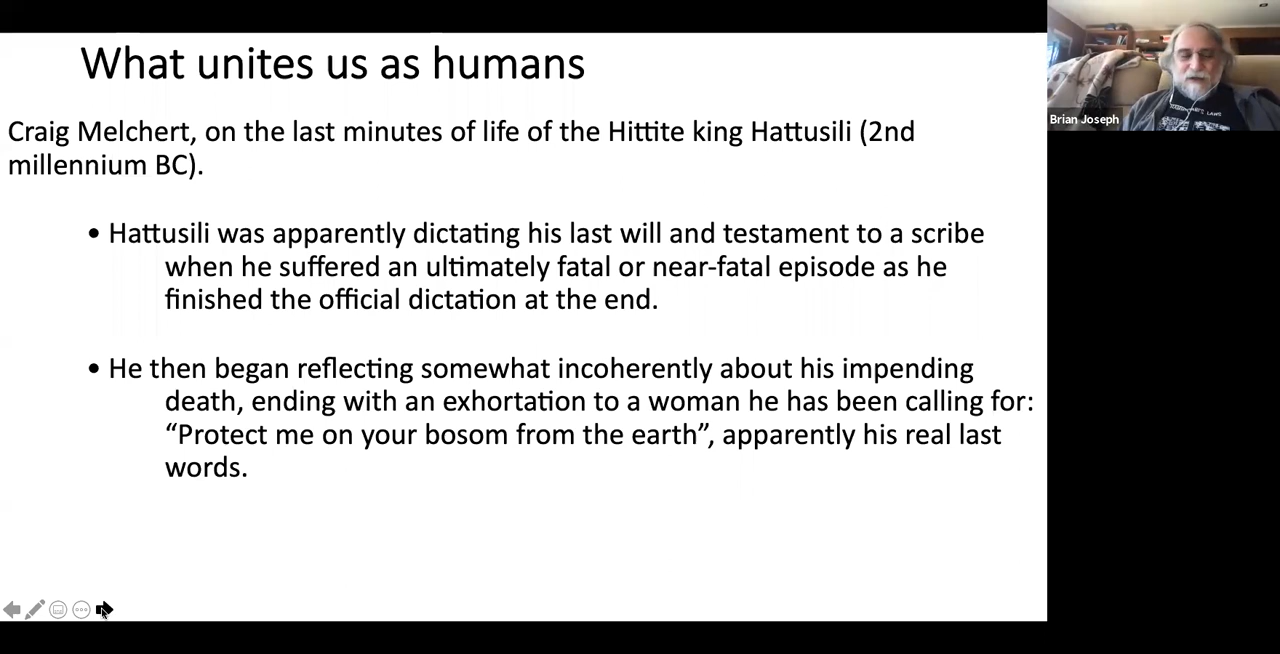 What unites us as humans
Craig Melchert, on the last minutes of life of the Hittite king Hattusili (2nd
millennium BC).
• Hattusili was apparently dictating his last will and testament to a scribe
when he suffered an ultimately fatal or near-fatal episode as he
finished the official dictation at the end.
• He then began reflecting somewhat incoherently about his impending
death, ending with an exhortation to a woman he has been calling for:
“Protect me on your bosom from the earth”, apparently his real last
words.
Brian Joseph
LAWS